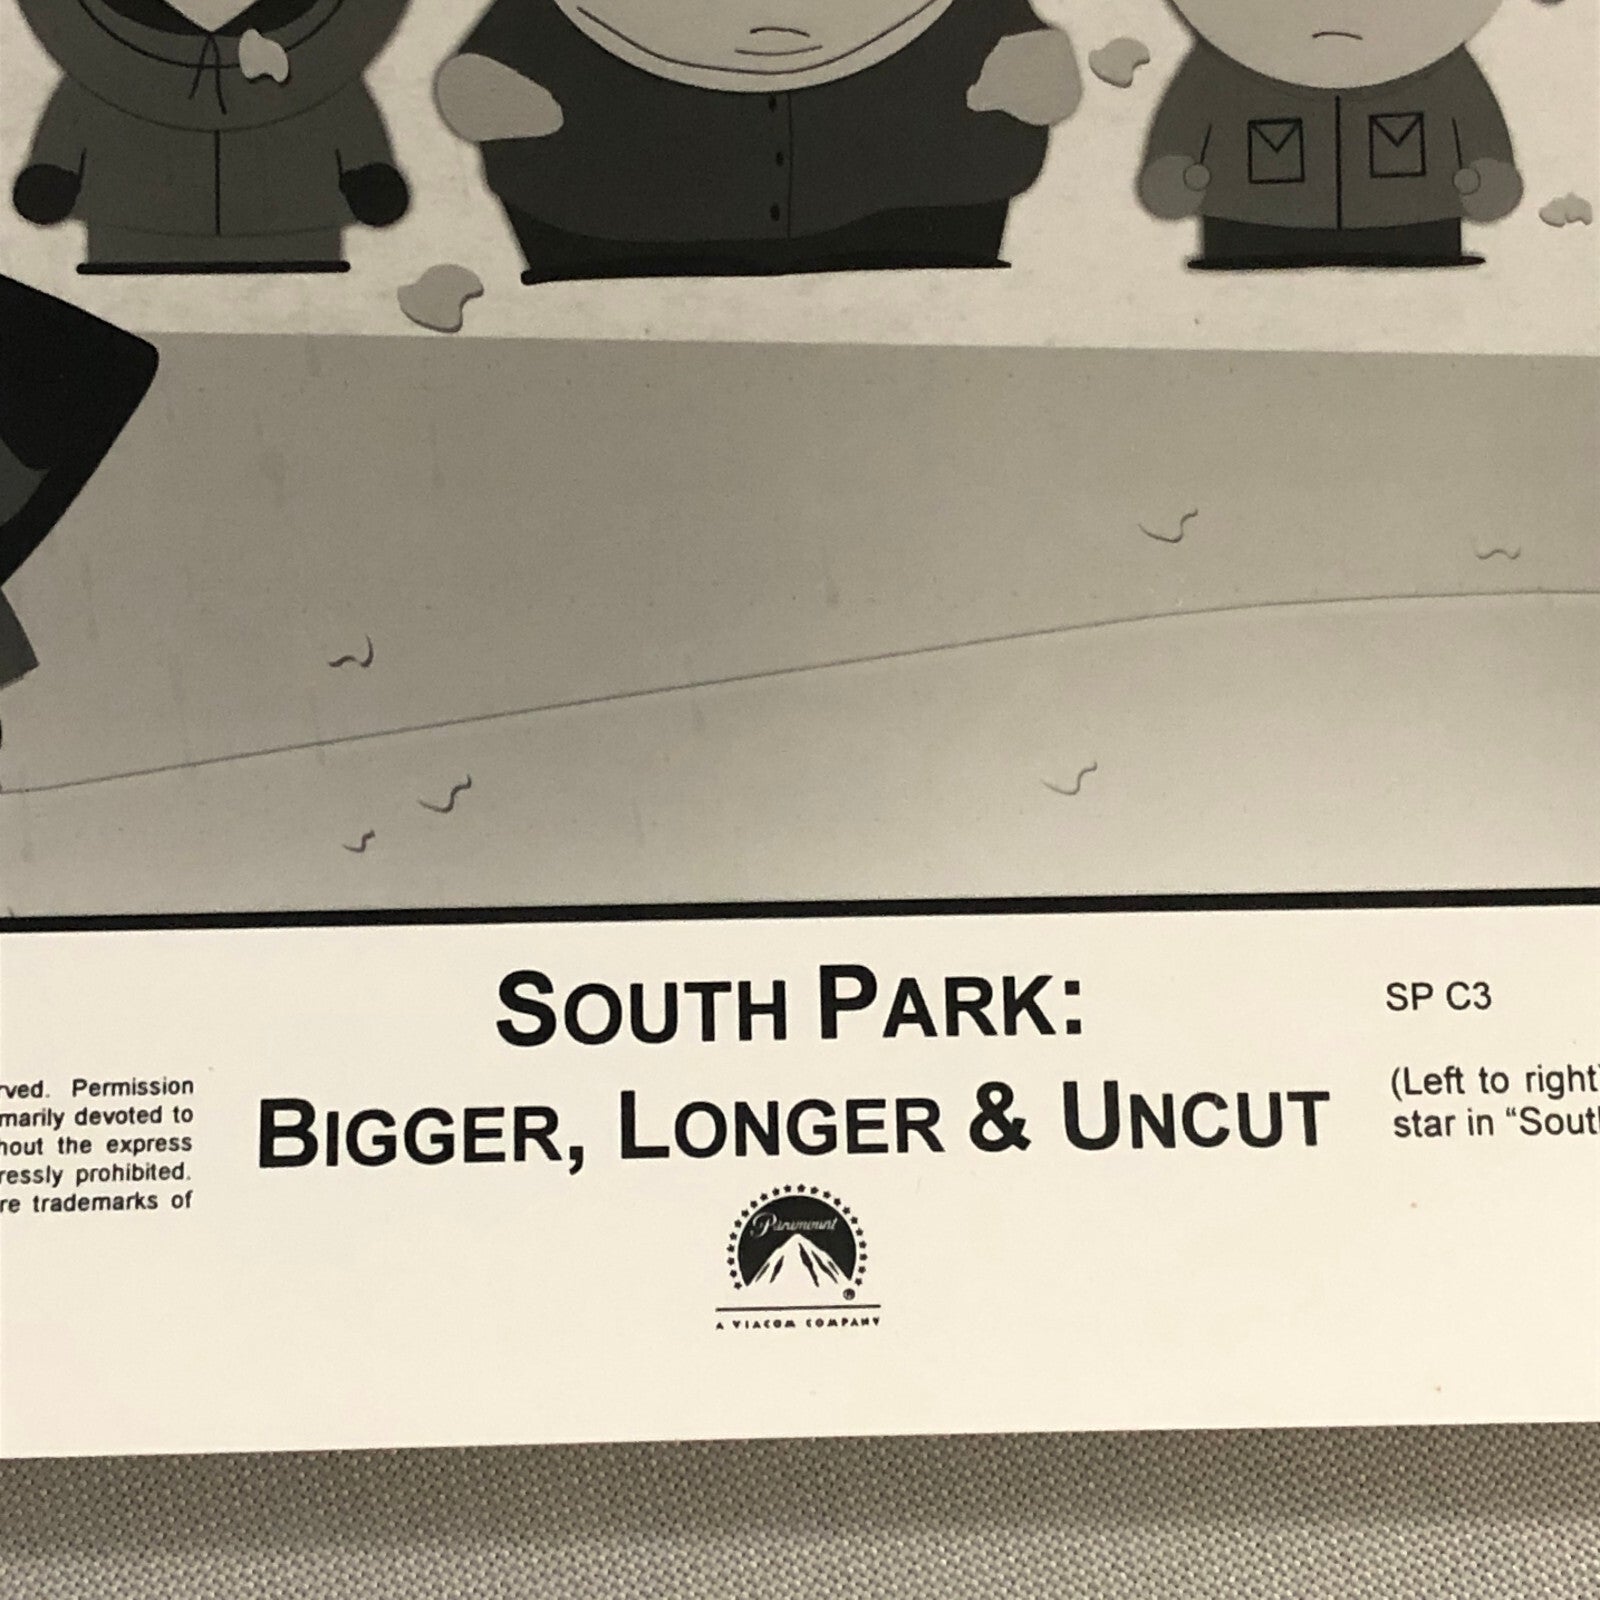 SOUTH PARK:
BIGGER, LONGER & UNCUT
Paramount
®
A VIACOM COMPANY
rved. Permission
marily devoted to
hout the express
ressly prohibited.
re trademarks of
SP C3
(Left to right)
star in “South